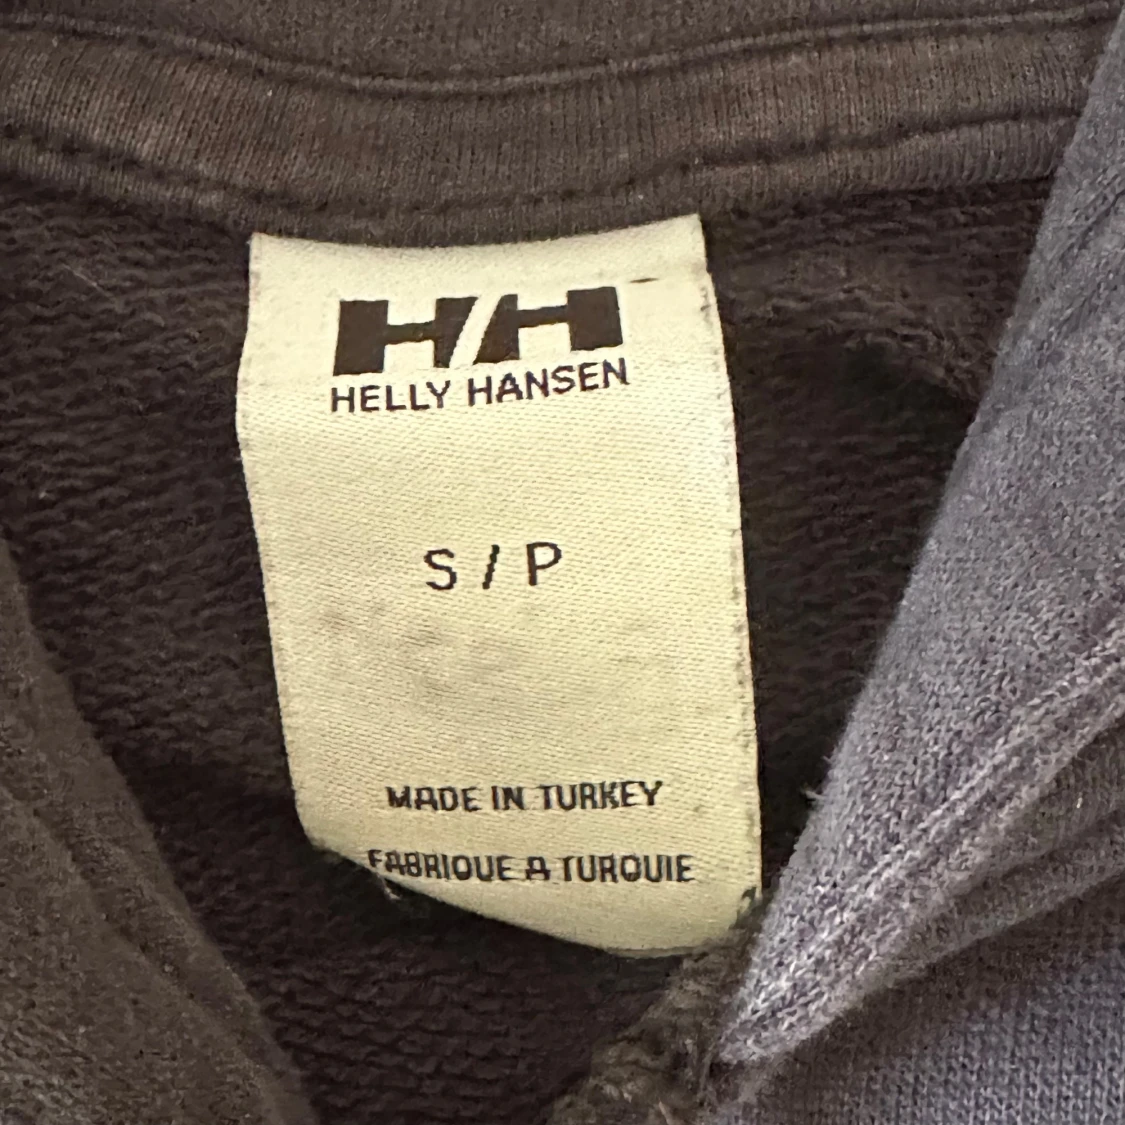 HH
HELLY HANSEN
S / P
MADE IN TURKEY
FABRIQUE A TURQUIE